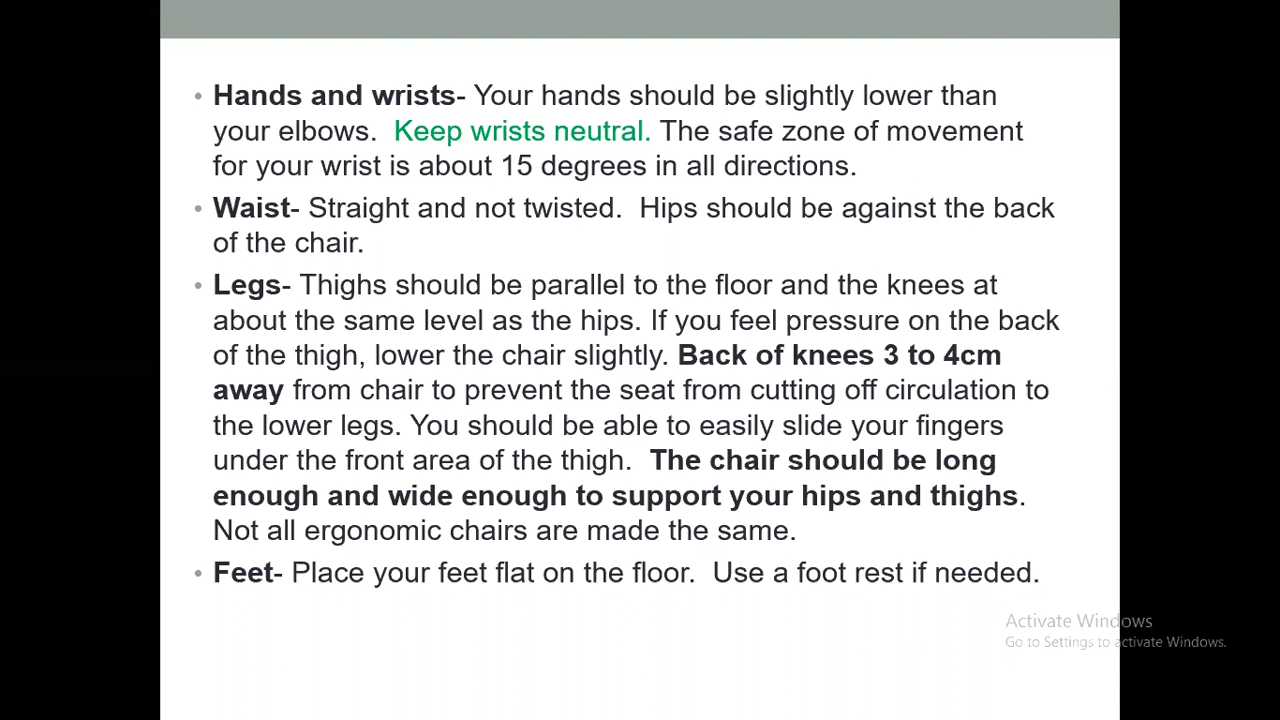 • Hands and wrists- Your hands should be slightly lower than
your elbows.  Keep wrists neutral. The safe zone of movement
for your wrist is about 15 degrees in all directions.
• Waist- Straight and not twisted.  Hips should be against the back
of the chair.
• Legs- Thighs should be parallel to the floor and the knees at
about the same level as the hips. If you feel pressure on the back
of the thigh, lower the chair slightly. Back of knees 3 to 4cm
away from chair to prevent the seat from cutting off circulation to
the lower legs. You should be able to easily slide your fingers
under the front area of the thigh.  The chair should be long
enough and wide enough to support your hips and thighs.
Not all ergonomic chairs are made the same.
• Feet- Place your feet flat on the floor.  Use a foot rest if needed.
Activate Windows
Go to Settings to activate Windows.